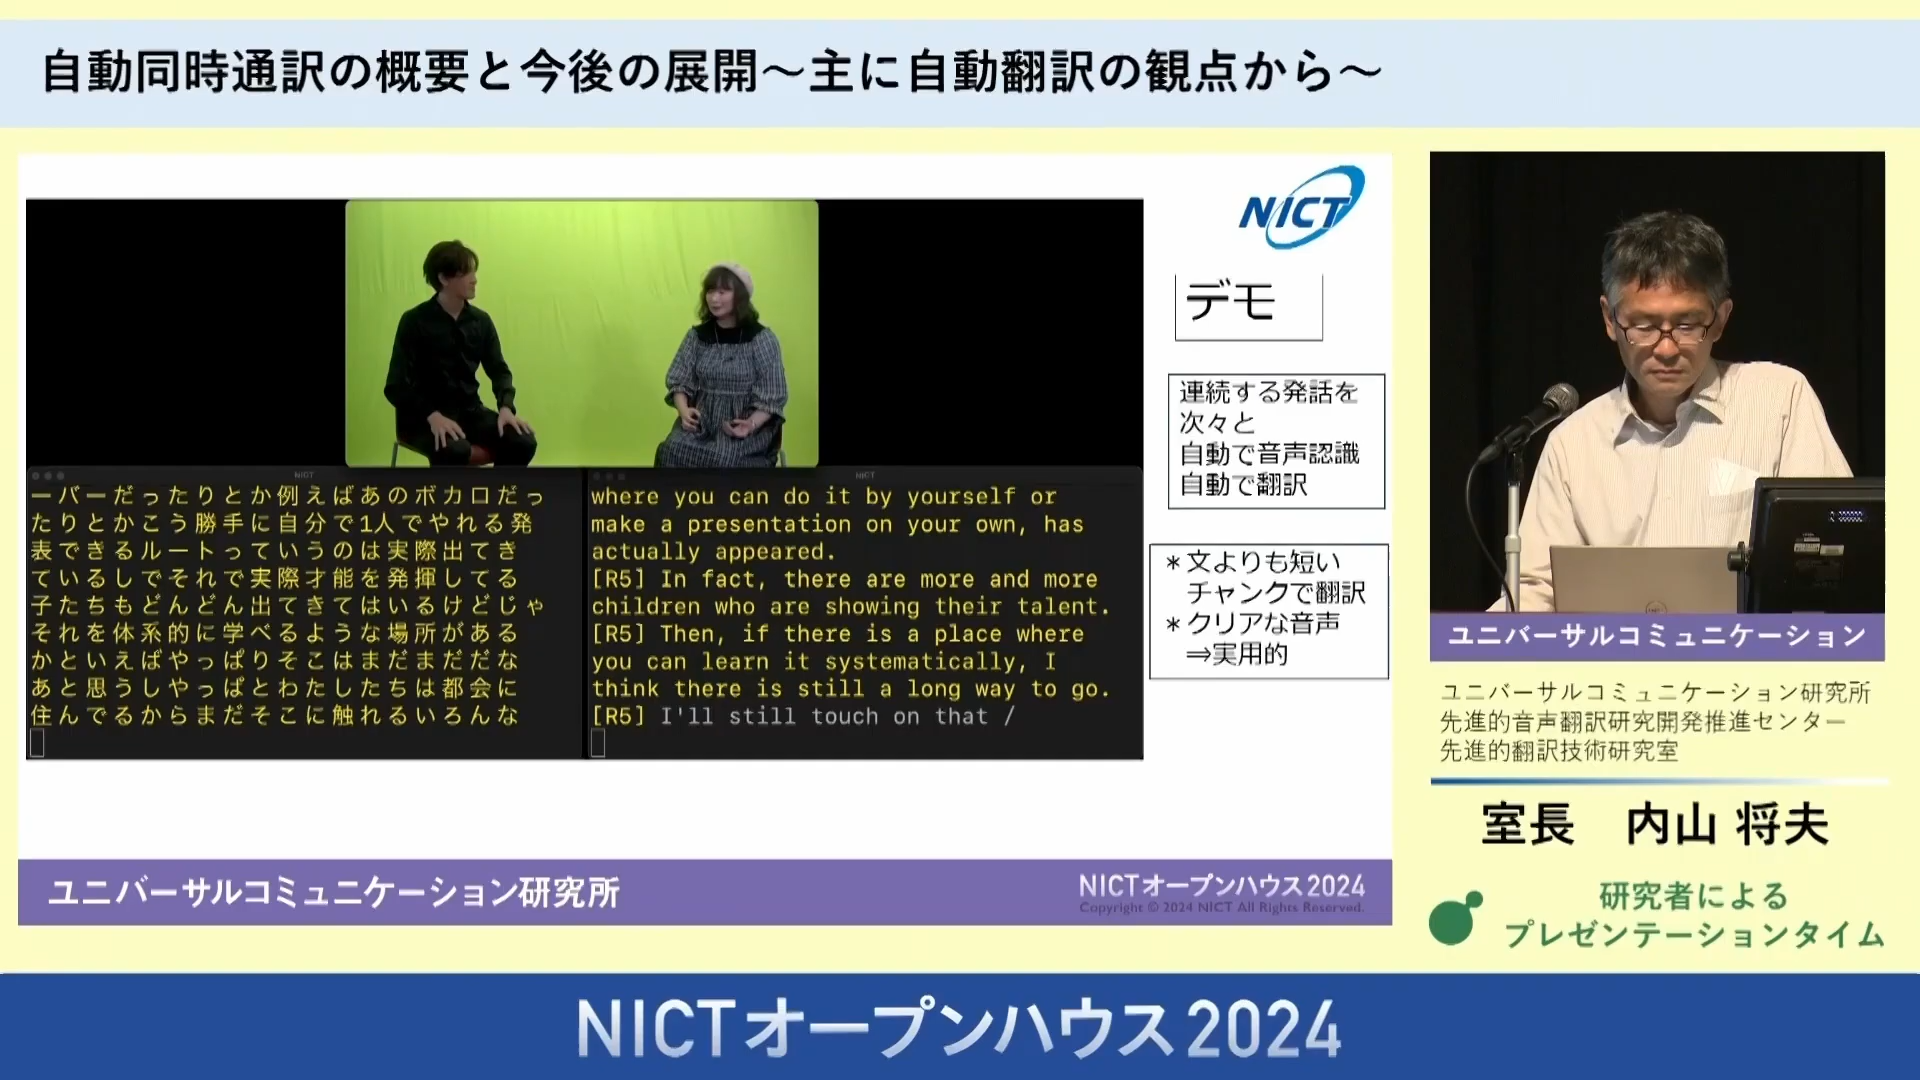 自動同時通訳の概要と今後の展開～主に自動翻訳の観点から～
NICT
デモ
連続する発話を
次々と
自動で音声認識
自動で翻訳
＊文よりも短い
チャンクで翻訳
＊クリアな音声
⇒実用的
NICT
ーバーだったりとか例えばあのボカロだっ
たりとかこう勝手に自分で1人でやれる発
表できるルートっていうのは実際出てき
ているしでそれで実際才能を発揮してる
子たちもどんどん出てきてはいるけどじゃ
それを体系的に学べるような場所がある
かといえばやっぱりそこはまだまだだな
あと思うしやっぱとわたしたちは都会に
住んでるからまだそこに触れるいろんな
NICT
where you can do it by yourself or
make a presentation on your own, has
actually appeared.
[R5] In fact, there are more and more
children who are showing their talent.
[R5] Then, if there is a place where
you can learn it systematically, I
think there is still a long way to go.
[R5] I'll still touch on that /
ユニバーサルコミュニケーション研究所
NICTオープンハウス2024
Copyright © 2024 NICT All Rights Reserved.
ユニバーサルコミュニケーション
ユニバーサルコミュニケーション研究所
先進的音声翻訳研究開発推進センター
先進的翻訳技術研究室
室長　内山 将夫
研究者による
プレゼンテーションタイム
NICTオープンハウス2024